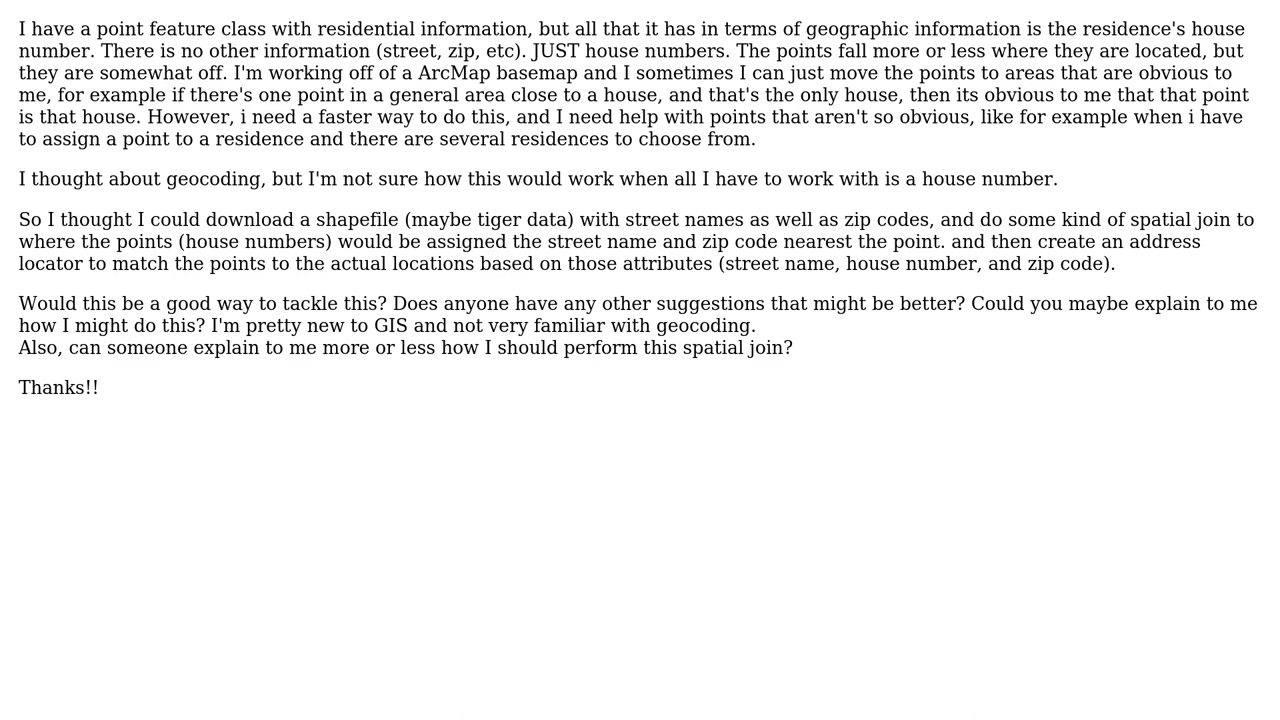 I have a point feature class with residential information, but all that it has in terms of geographic information is the residence's house
number. There is no other information (street, zip, etc). JUST house numbers. The points fall more or less where they are located, but
they are somewhat off. I'm working off of a ArcMap basemap and I sometimes I can just move the points to areas that are obvious to
me, for example if there's one point in a general area close to a house, and that's the only house, then its obvious to me that that point
is that house. However, i need a faster way to do this, and I need help with points that aren't so obvious, like for example when i have
to assign a point to a residence and there are several residences to choose from.
I thought about geocoding, but I'm not sure how this would work when all I have to work with is a house number.
So I thought I could download a shapefile (maybe tiger data) with street names as well as zip codes, and do some kind of spatial join to
where the points (house numbers) would be assigned the street name and zip code nearest the point. and then create an address
locator to match the points to the actual locations based on those attributes (street name, house number, and zip code).
Would this be a good way to tackle this? Does anyone have any other suggestions that might be better? Could you maybe explain to me
how I might do this? I'm pretty new to GIS and not very familiar with geocoding.
Also, can someone explain to me more or less how I should perform this spatial join?
Thanks!!